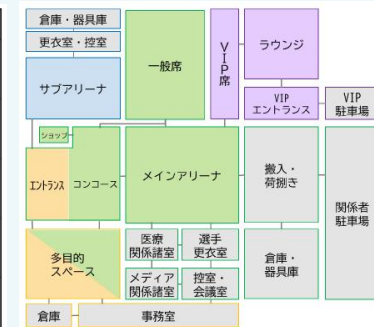 倉庫・器具庫
更衣室・控室
サブアリーナ
一般席
VIP席
ラウンジ
VIP
エントランス
VIP
駐車場
ショップ
エントランス
コンコース
メインアリーナ
搬入・
荷捌き
関係者
駐車場
多目的
スペース
医療
関係諸室
選手
更衣室
メディア
関係諸室
控室・
会議室
倉庫・
器具庫
倉庫
事務室